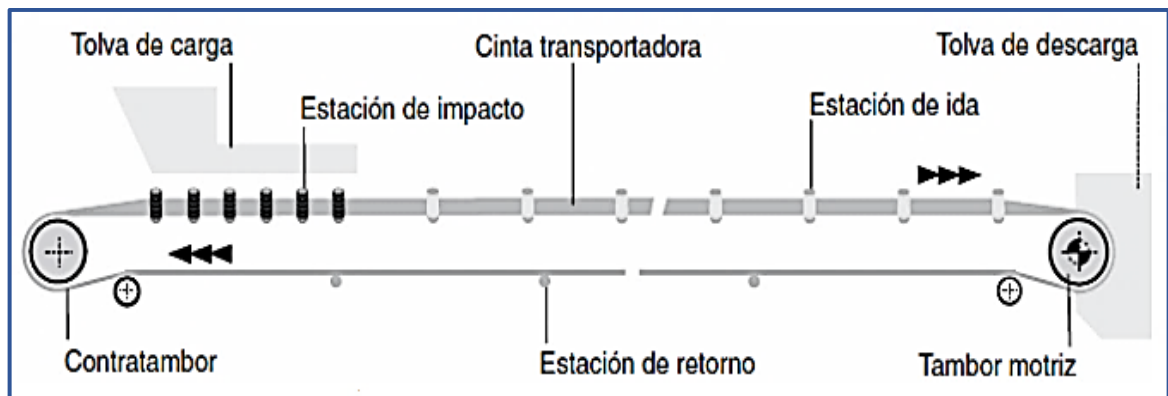 Tolva de carga
Cinta transportadora
Tolva de descarga
Estación de impacto
Estación de ida
Contratambor
Estación de retorno
Tambor motriz